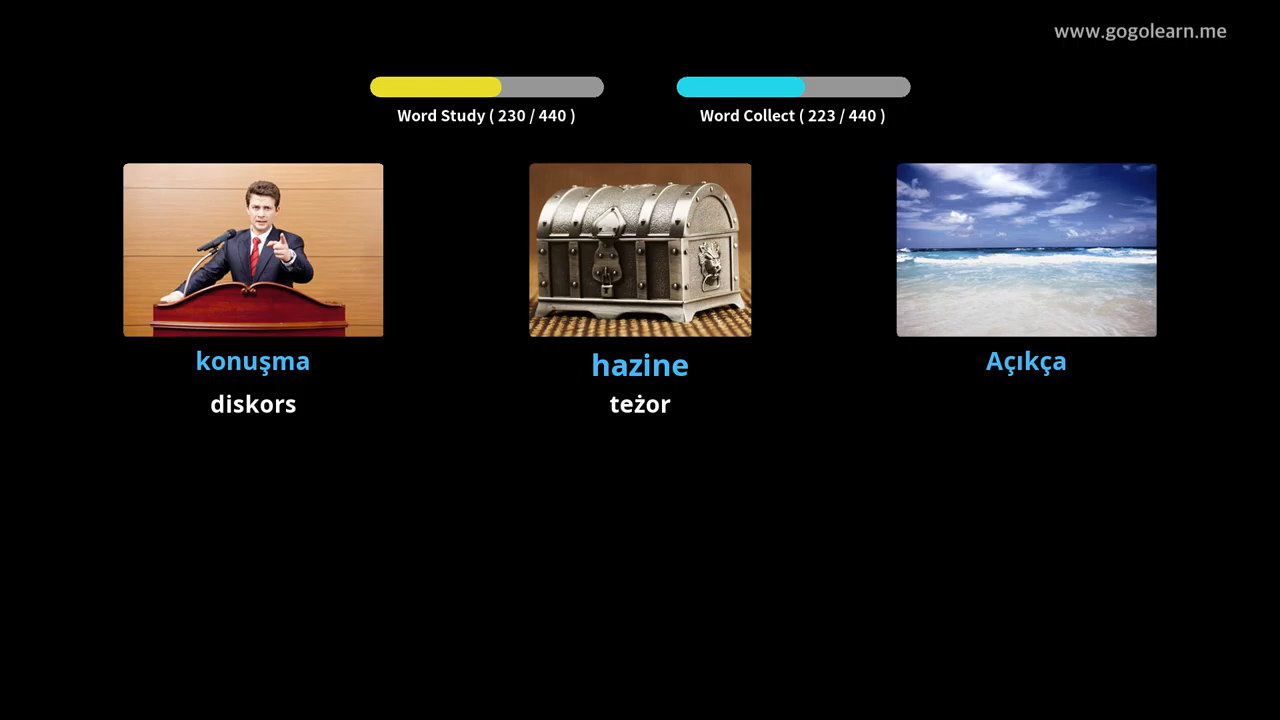 www.gogolearn.me
Word Study ( 230 / 440 )
Word Collect ( 223 / 440 )
konuşma
hazine
Açıkça
diskors
teżor